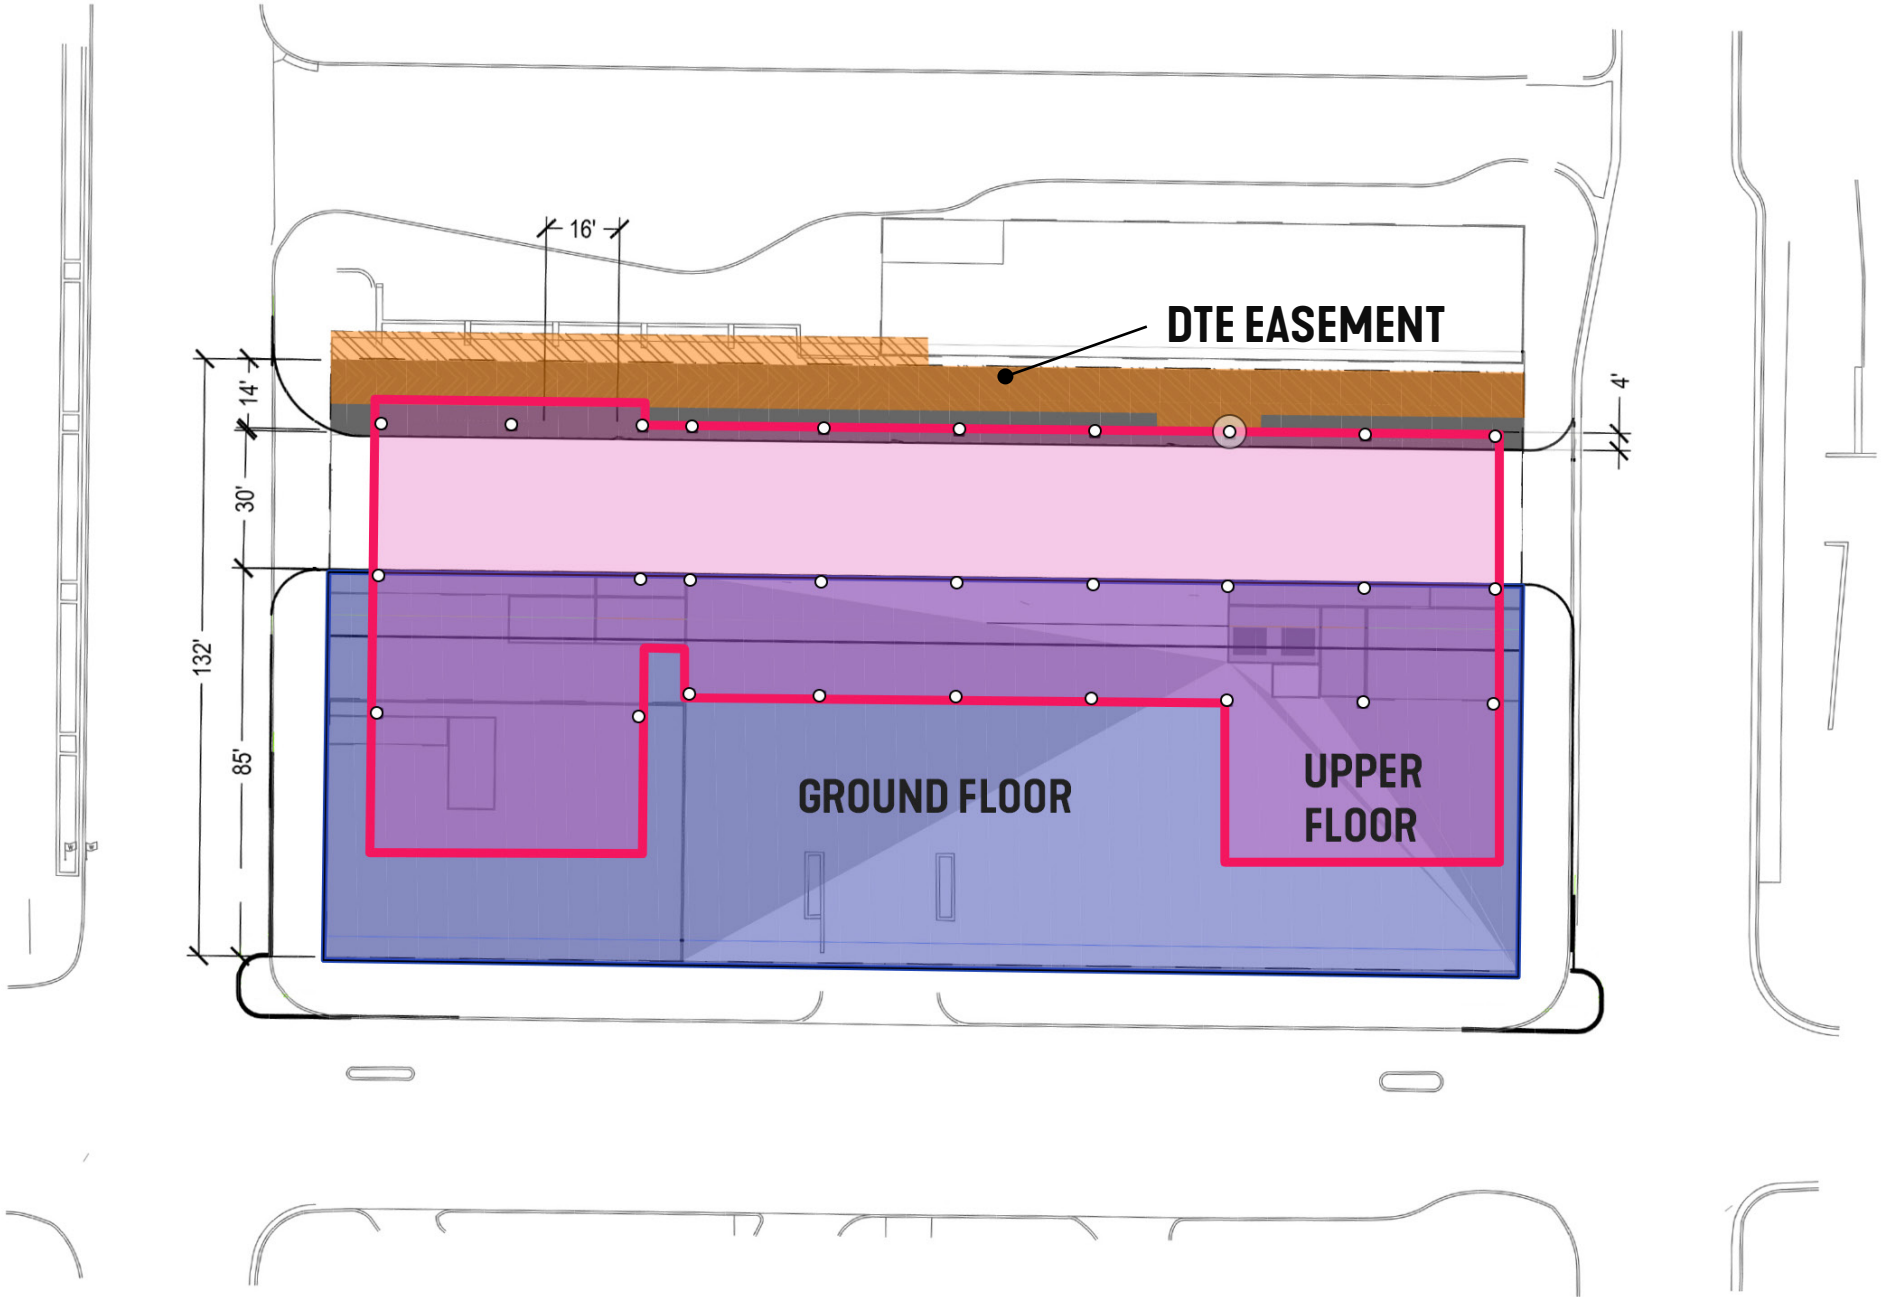 16'
DTE EASEMENT
14'
4'
30'
132'
85'
GROUND FLOOR
UPPER
FLOOR